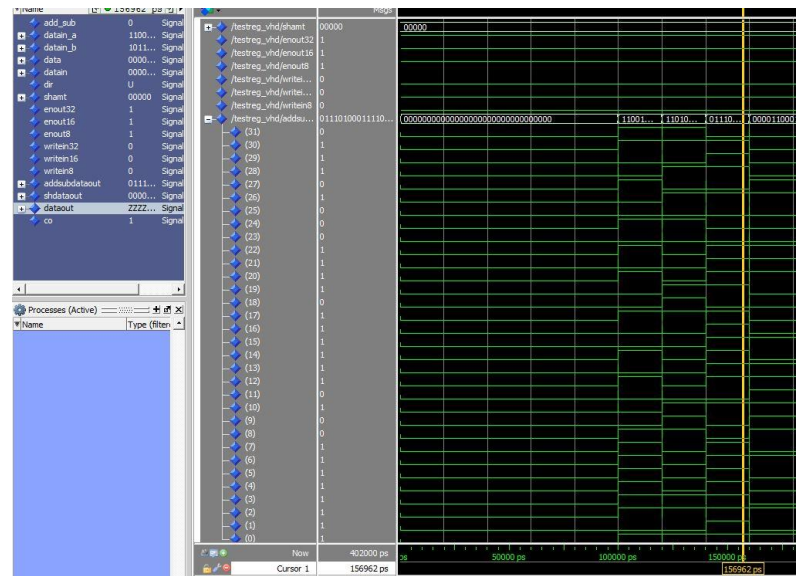 Name 156962 ps
Msgs
add_sub 0 Signal
datain_a 1100... Signal
datain_b 1011... Signal
data 0000... Signal
datain 0000... Signal
dir U Signal
shamt 00000 Signal
enout32 1 Signal
enout16 1 Signal
enout8 1 Signal
writein32 0 Signal
writein16 0 Signal
writein8 0 Signal
addsubdataout 0111... Signal
shdataout 0000... Signal
dataout ZZZZ... Signal
co 1 Signal
Processes (Active)
Name Type (filter
/testreg_vhd/shamt 00000 00000
/testreg_vhd/enout32 1
/testreg_vhd/enout16 1
/testreg_vhd/enout8 1
/testreg_vhd/writei... 0
/testreg_vhd/writei... 0
/testreg_vhd/writein8 0
/testreg_vhd/addsu... 01110100011110... 00000000000000000000000000000000 11001... 11010... 01110... 000011000
(31) 0
(30) 1
(29) 1
(28) 1
(27) 0
(26) 1
(25) 0
(24) 0
(23) 0
(22) 1
(21) 1
(20) 1
(19) 1
(18) 0
(17) 1
(16) 1
(15) 1
(14) 1
(13) 1
(12) 1
(11) 0
(10) 1
(9) 0
(8) 0
(7) 1
(6) 1
(5) 1
(4) 1
(3) 1
(2) 1
(1) 1
(0) 1
Now 402000 ps ps 50000 ps 100000 ps 150000 p
Cursor 1 156962 ps 156962 ps